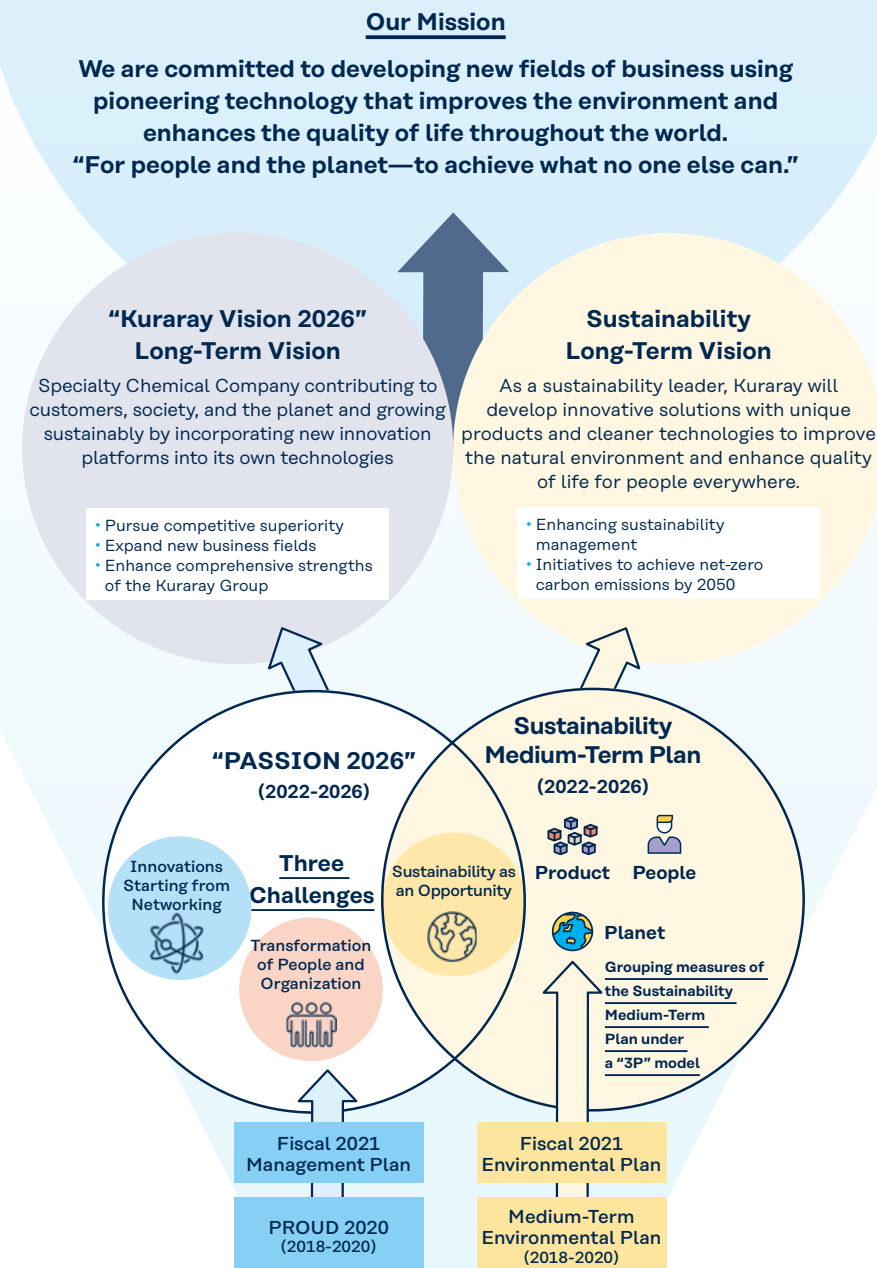 Our Mission
We are committed to developing new fields of business using
pioneering technology that improves the environment and
enhances the quality of life throughout the world.
“For people and the planet—to achieve what no one else can.”
“Kuraray Vision 2026”
Long-Term Vision
Specialty Chemical Company contributing to
customers, society, and the planet and growing
sustainably by incorporating new innovation
platforms into its own technologies
• Pursue competitive superiority
• Expand new business fields
• Enhance comprehensive strengths
of the Kuraray Group
Sustainability
Long-Term Vision
As a sustainability leader, Kuraray will
develop innovative solutions with unique
products and cleaner technologies to improve
the natural environment and enhance quality
of life for people everywhere.
• Enhancing sustainability
management
• Initiatives to achieve net-zero
carbon emissions by 2050
“PASSION 2026”
(2022-2026)
Three
Challenges
Innovations
Starting from
Networking
Transformation
of People and
Organization
Sustainability as
an Opportunity
Sustainability
Medium-Term Plan
(2022-2026)
Product
People
Planet
Grouping measures of
the Sustainability
Medium-Term
Plan under
a “3P” model
Fiscal 2021
Management Plan
PROUD 2020
(2018-2020)
Fiscal 2021
Environmental Plan
Medium-Term
Environmental Plan
(2018-2020)